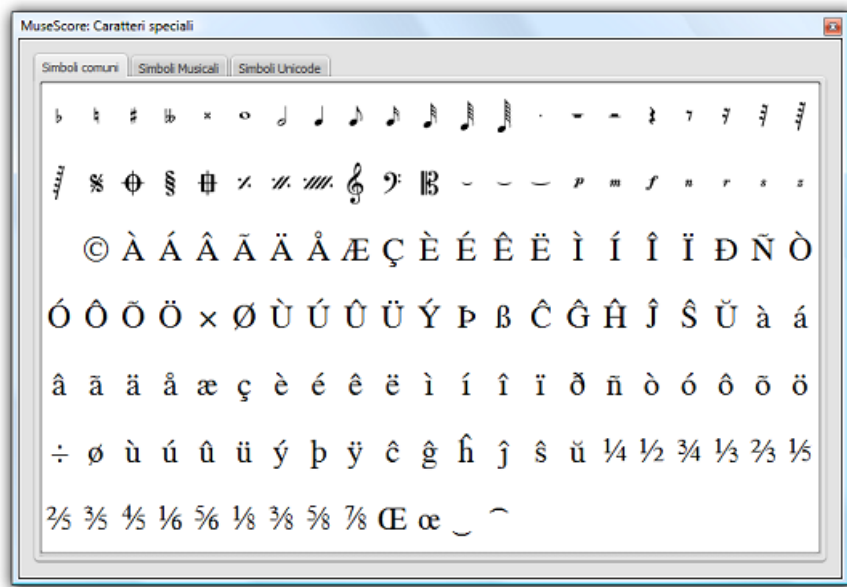 MuseScore: Caratteri speciali
Simboli comuni Simboli Musicali Simboli Unicode
♭ ♮ ♯ 𝄫 𝄪 𝅝 𝅗𝅥 𝅘𝅥 𝅘𝅥𝅮 𝅘𝅥𝅯 𝅘𝅥𝅰 𝅘𝅥𝅱 𝅘𝅥𝅲 · 𝄻 𝄼 𝄽 𝄾 𝄿 𝅀 𝅁
𝅂 𝄋 𝄌 § 𝄞 𝄢 𝄡 p m f n r s z
© À Á Â Ã Ä Å Æ Ç È É Ê Ë Ì Í Î Ï Ð Ñ Ò
Ó Ô Õ Ö × Ø Ù Ú Û Ü Ý Þ ß Ĉ Ĝ Ĥ Ĵ Ŝ Ŭ à á
â ã ä å æ ç è é ê ë ì í î ï ð ñ ò ó ô õ ö
÷ ø ù ú û ü ý þ ÿ ĉ ĝ ĥ ĵ ŝ ŭ ¼ ½ ¾ ⅓ ⅔ ⅕
⅖ ⅗ ⅘ ⅙ ⅚ ⅛ ⅜ ⅝ ⅞ Œ œ ‿ ⁀